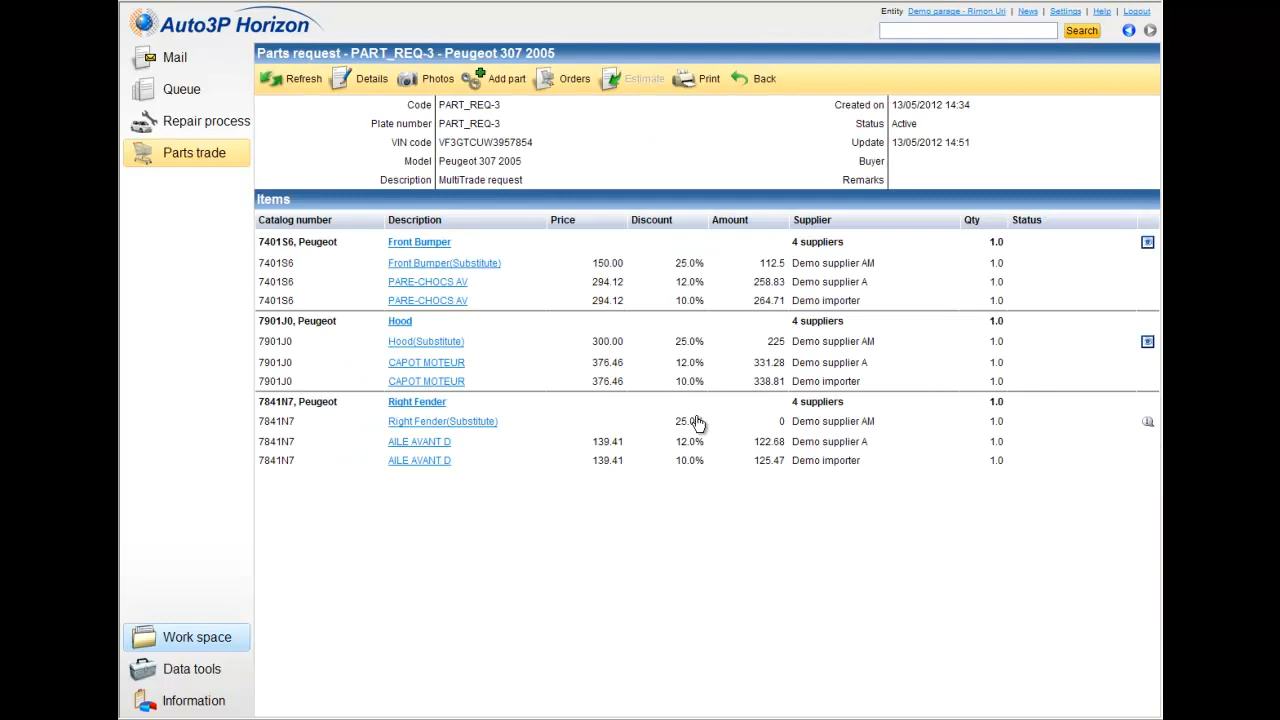 Auto3P Horizon
Entity Demo garage - Rimon Uri | News | Settings | Help | Logout
Search
Mail
Queue
Repair process
Parts trade
Parts request - PART_REQ-3 - Peugeot 307 2005
Refresh Details Photos Add part Orders Estimate Print Back
Code PART_REQ-3 Created on 13/05/2012 14:34
Plate number PART_REQ-3 Status Active
VIN code VF3GTCUW3957854 Update 13/05/2012 14:51
Model Peugeot 307 2005 Buyer
Description MultiTrade request Remarks
Items
Catalog number Description Price Discount Amount Supplier Qty Status
7401S6, Peugeot Front Bumper 4 suppliers 1.0
7401S6 Front Bumper(Substitute) 150.00 25.0% 112.5 Demo supplier AM 1.0
7401S6 PARE-CHOCS AV 294.12 12.0% 258.83 Demo supplier A 1.0
7401S6 PARE-CHOCS AV 294.12 10.0% 264.71 Demo importer 1.0
7901J0, Peugeot Hood 4 suppliers 1.0
7901J0 Hood(Substitute) 300.00 25.0% 225 Demo supplier AM 1.0
7901J0 CAPOT MOTEUR 376.46 12.0% 331.28 Demo supplier A 1.0
7901J0 CAPOT MOTEUR 376.46 10.0% 338.81 Demo importer 1.0
7841N7, Peugeot Right Fender 4 suppliers 1.0
7841N7 Right Fender(Substitute) 25.0% 0 Demo supplier AM 1.0
7841N7 AILE AVANT D 139.41 12.0% 122.68 Demo supplier A 1.0
7841N7 AILE AVANT D 139.41 10.0% 125.47 Demo importer 1.0
Work space
Data tools
Information